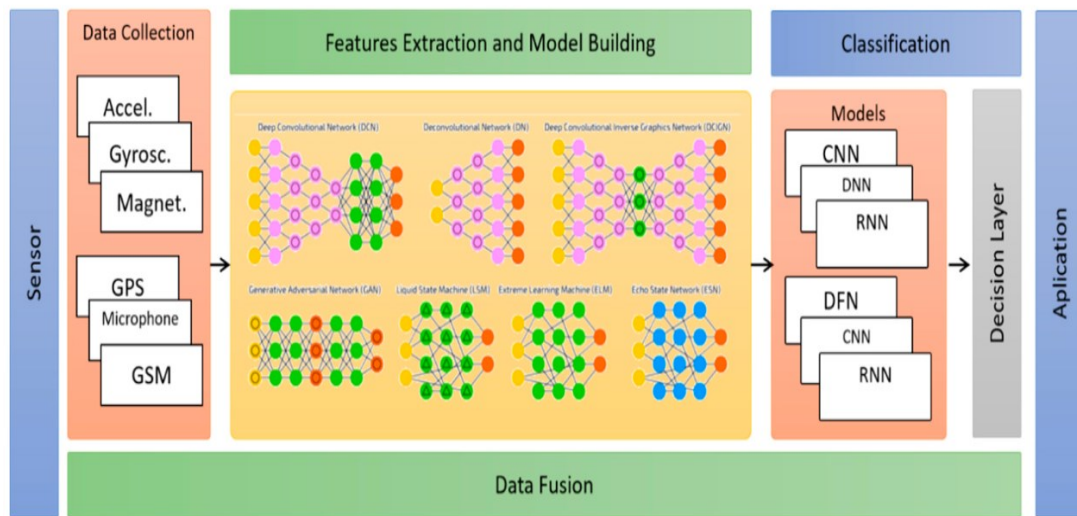 Sensor
Data Collection
Accel.
Gyrosc.
Magnet.
GPS
Microphone
GSM
Features Extraction and Model Building
Deep Convolutional Network (DCN)
Deconvolutional Network (DN)
Deep Convolutional Inverse Graphics Network (DCIGN)
Generative Adversarial Network (GAN)
Liquid State Machine (LSM)
Extreme Learning Machine (ELM)
Echo State Network (ESN)
Classification
Models
CNN
DNN
RNN
DFN
CNN
RNN
Decision Layer
Aplication
Data Fusion